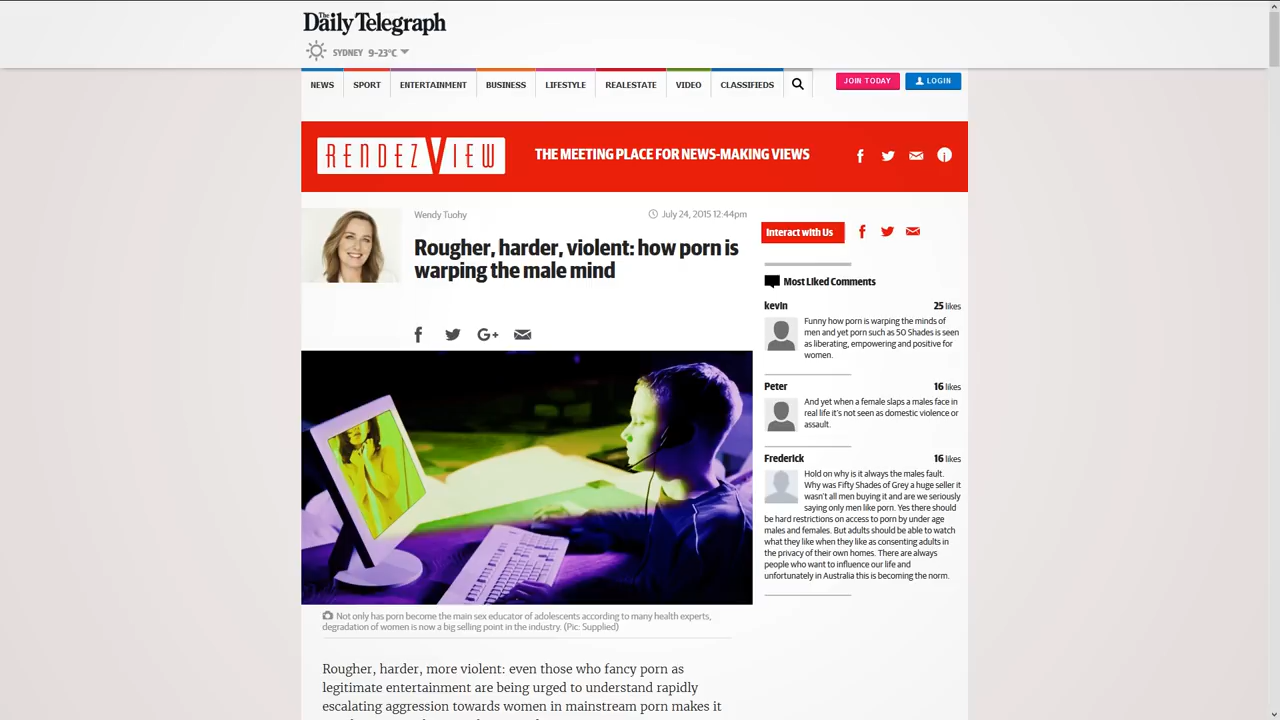 The Daily Telegraph
SYDNEY 9-23°C
NEWS SPORT ENTERTAINMENT BUSINESS LIFESTYLE REALESTATE VIDEO CLASSIFIEDS
JOIN TODAY LOGIN
RENDEZVIEW
THE MEETING PLACE FOR NEWS-MAKING VIEWS
Wendy Tuohy July 24, 2015 12:44pm
Rougher, harder, violent: how porn is
warping the male mind
G+
Not only has porn become the main sex educator of adolescents according to many health experts,
degradation of women is now a big selling point in the industry. (Pic: Supplied)
Rougher, harder, more violent: even those who fancy porn as
legitimate entertainment are being urged to understand rapidly
escalating aggression towards women in mainstream porn makes it
Interact with Us
Most Liked Comments
kevin 25 likes
Funny how porn is warping the minds of
men and yet porn such as 50 Shades is seen
as liberating, empowering and positive for
women.
Peter 16 likes
And yet when a female slaps a males face in
real life it's not seen as domestic violence or
assault.
Frederick 16 likes
Hold on why is it always the males fault.
Why was Fifty Shades of Grey a huge seller it
wasn't all men buying it and are we seriously
saying only men like porn. Yes there should
be hard restrictions on access to porn by under age
males and females. But adults should be able to watch
what they like when they like as consenting adults in
the privacy of their own homes. There are always
people who want to influence our life and
unfortunately in Australia this is becoming the norm.